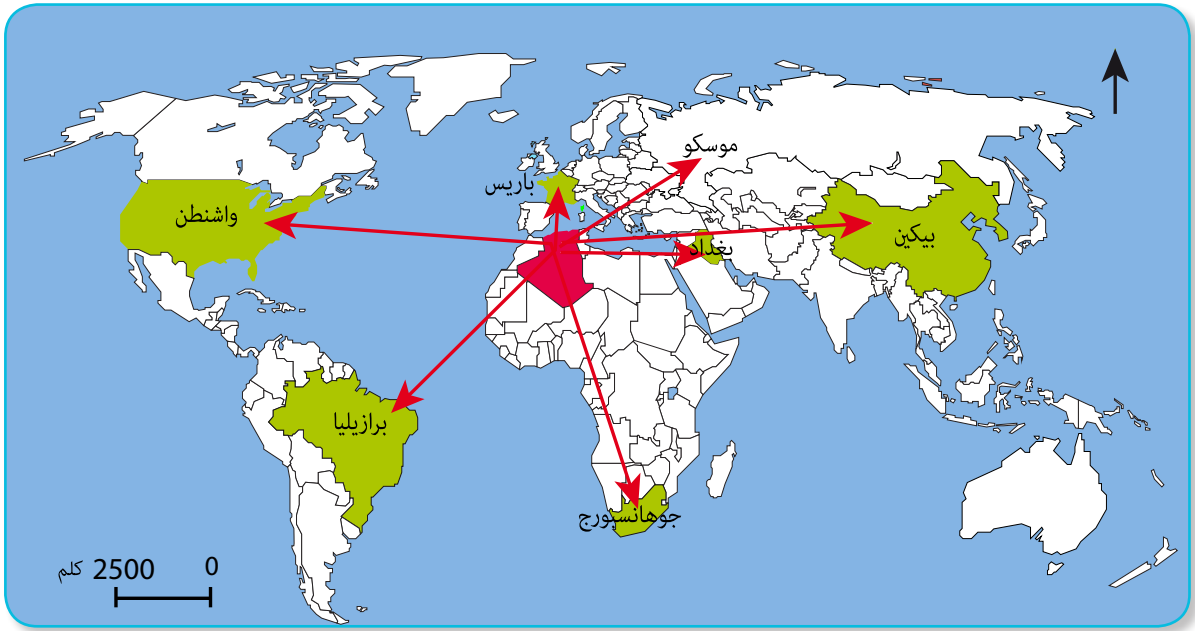 موسكو
باريس
واشنطن
بيكين
بغداد
برازيليا
جوهانسبورج
0
2500 كلم